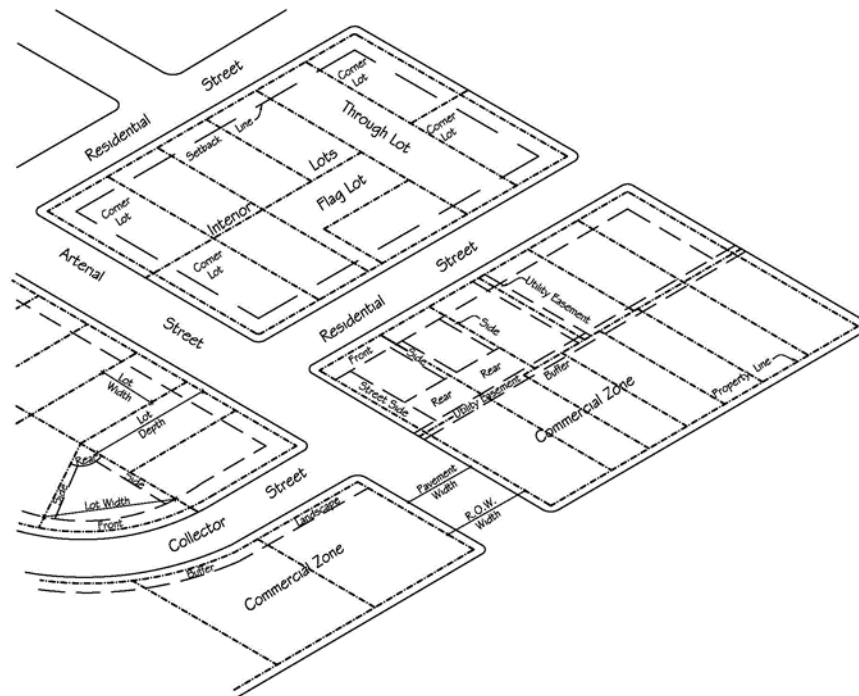 Residential Street
Corner
Lot
Setback Line
Through Lot
Corner
Lot
Interior Lots
Flag Lot
Corner
Lot
Corner
Lot
Arterial Street
Residential Street
Utility Easement
Side
Front
Side
Rear
Rear
Street Side
Utility Easement
Buffer
Property Line
Commercial Zone
Lot
Width
Lot
Depth
Rear
Side
Side
Lot Width
Front
Collector Street
Pavement
Width
R.O.W.
Width
Landscape
Buffer
Commercial Zone